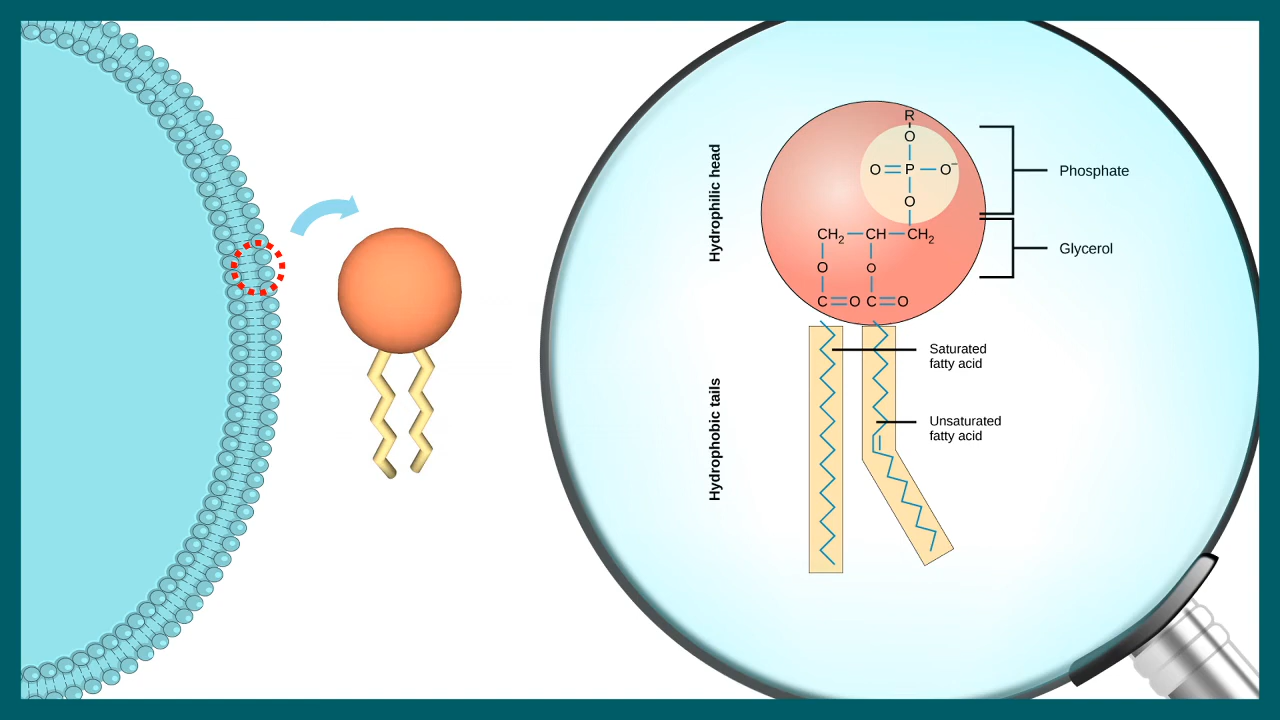 Hydrophilic head
R
O
O P O⁻
O
CH₂ CH CH₂
O O
C O C O
Phosphate
Glycerol
Hydrophobic tails
Saturated
fatty acid
Unsaturated
fatty acid